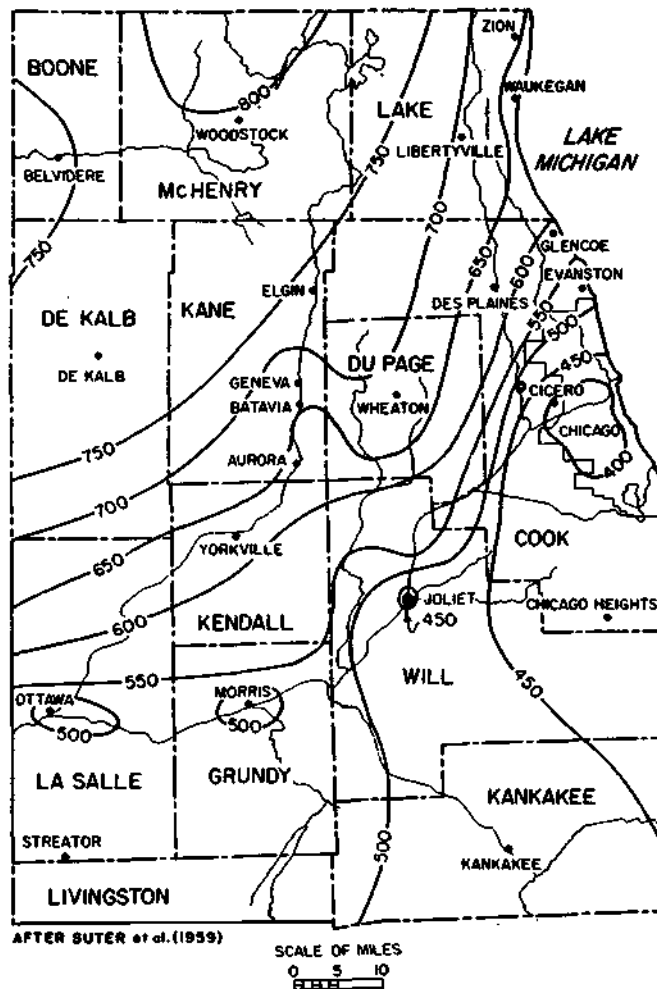 ZION
BOONE
800
LAKE
WAUKEGAN
WOODSTOCK
750
LIBERTYVILLE
LAKE
MICHIGAN
BELVIDERE
McHENRY
700
750
650
600
GLENCOE
EVANSTON
ELGIN
DES PLAINES
550
500
DE KALB
KANE
450
DE KALB
DU PAGE
GENEVA
BATAVIA
WHEATON
CICERO
CHICAGO
750
AURORA
400
700
650
YORKVILLE
COOK
600
KENDALL
JOLIET
450
CHICAGO HEIGHTS
550
WILL
450
OTTAWA
MORRIS
500
500
LA SALLE
GRUNDY
KANKAKEE
STREATOR
500
KANKAKEE
LIVINGSTON
AFTER SUTER et al. (1959)
SCALE OF MILES
0 5 10